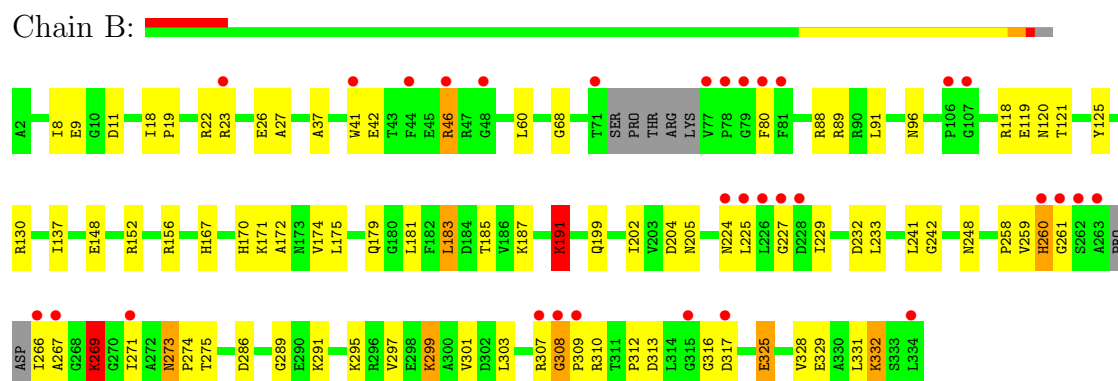 Chain B:
A2 I8 E9 G10 D11 I18 P19 R22 R23 E26 A27 A37 W41 E42 T43 F44 E45 R46 R47 G48 L60 G68 T71 SER PRO THR ARG LYS V77 P78 G79 F80 F81 R88 R89 R90 L91 N96 P106 G107 R118 E119 N120 T121 Y125
R130 I137 E148 R152 R156 H167 H170 K171 A172 N173 V174 L175 Q179 G180 L181 F182 L183 D184 T185 V186 K187 K191 Q199 I202 V203 D204 N205 N224 L225 L226 G227 D228 I229 D232 L233 L241 G242 N248 P258 V259 H260 G261 S262 A263 PRO
ASP I266 A267 G268 K269 G270 I271 A272 N273 P274 T275 D286 G289 E290 K291 K295 R296 V297 E298 K299 A300 V301 D302 L303 R307 G308 P309 R310 T311 P312 D313 L314 G315 G316 D317 E325 V328 E329 A330 L331 K332 S333 L334